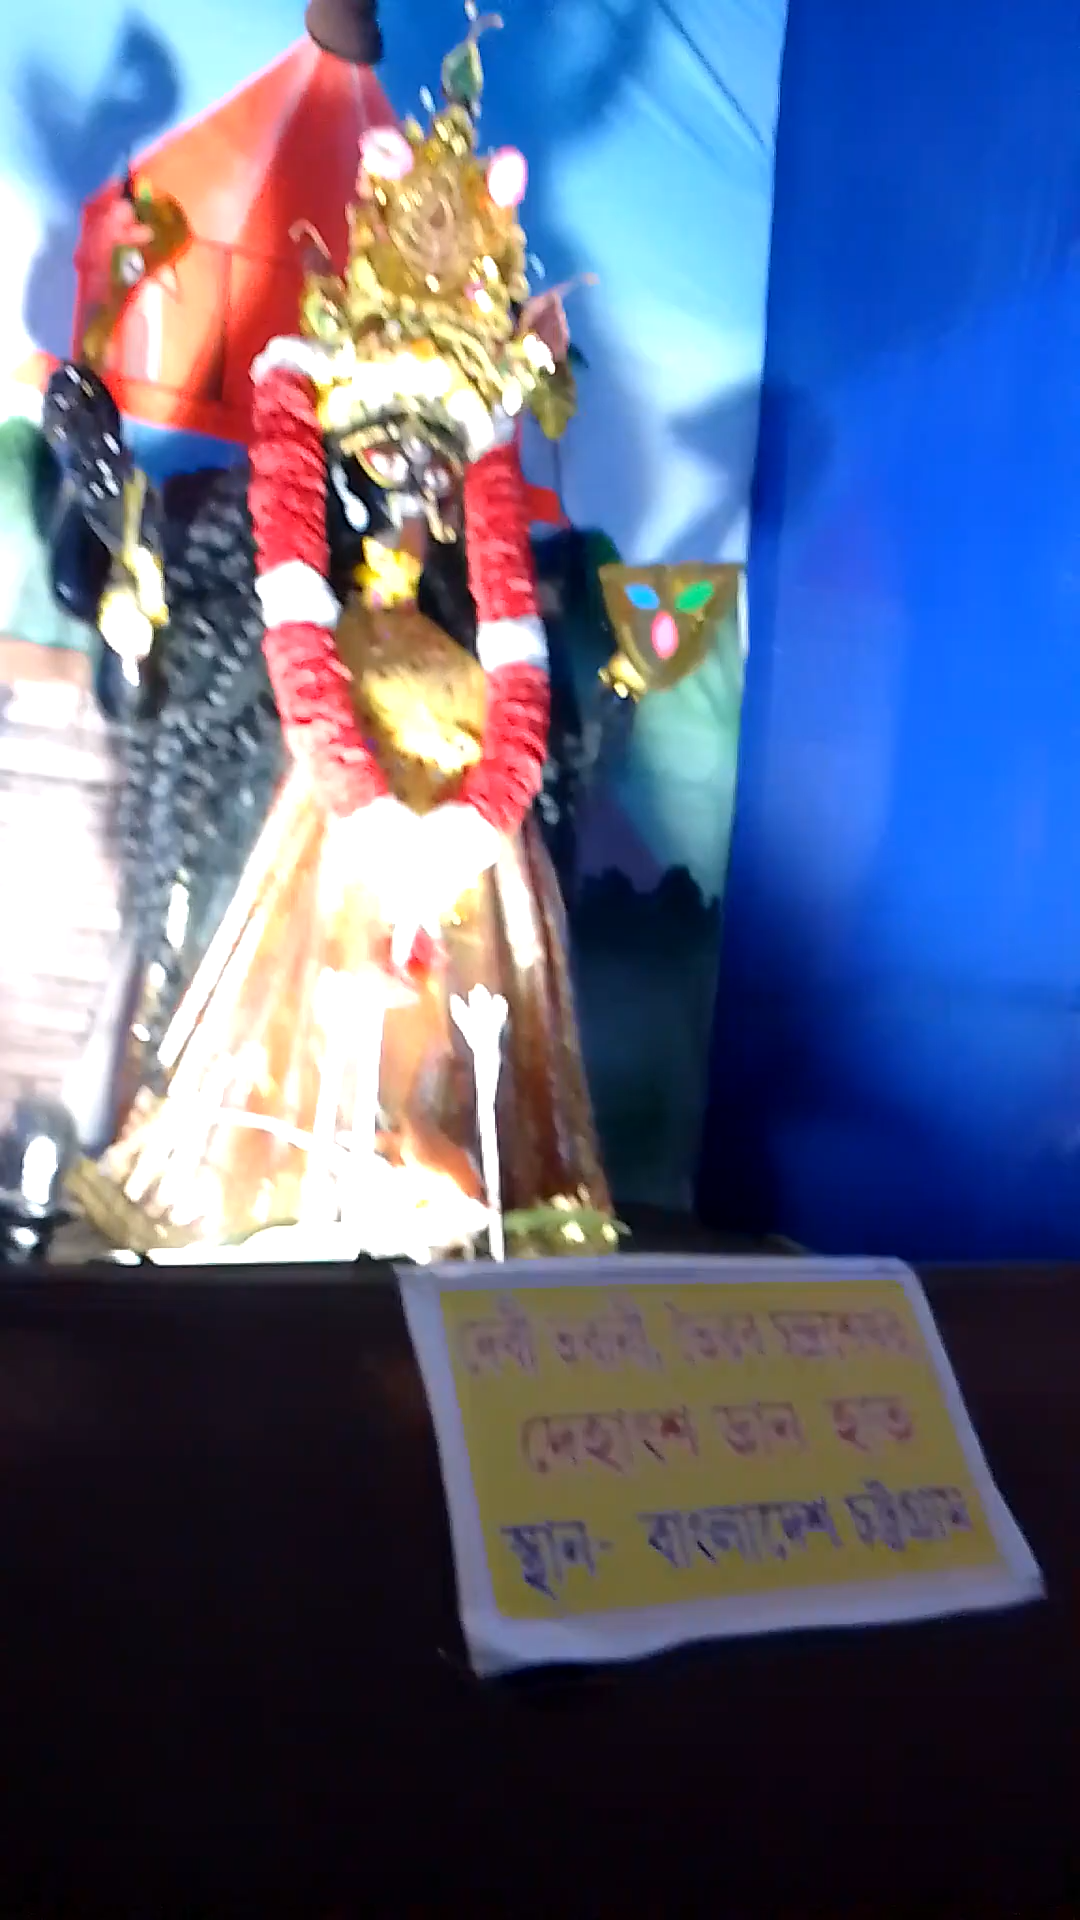 দেবী ভবানী, ভৈরব চন্দ্রশেখর
দেহাংশ ডান হাত
স্থান- বাংলাদেশ চট্টগ্রাম